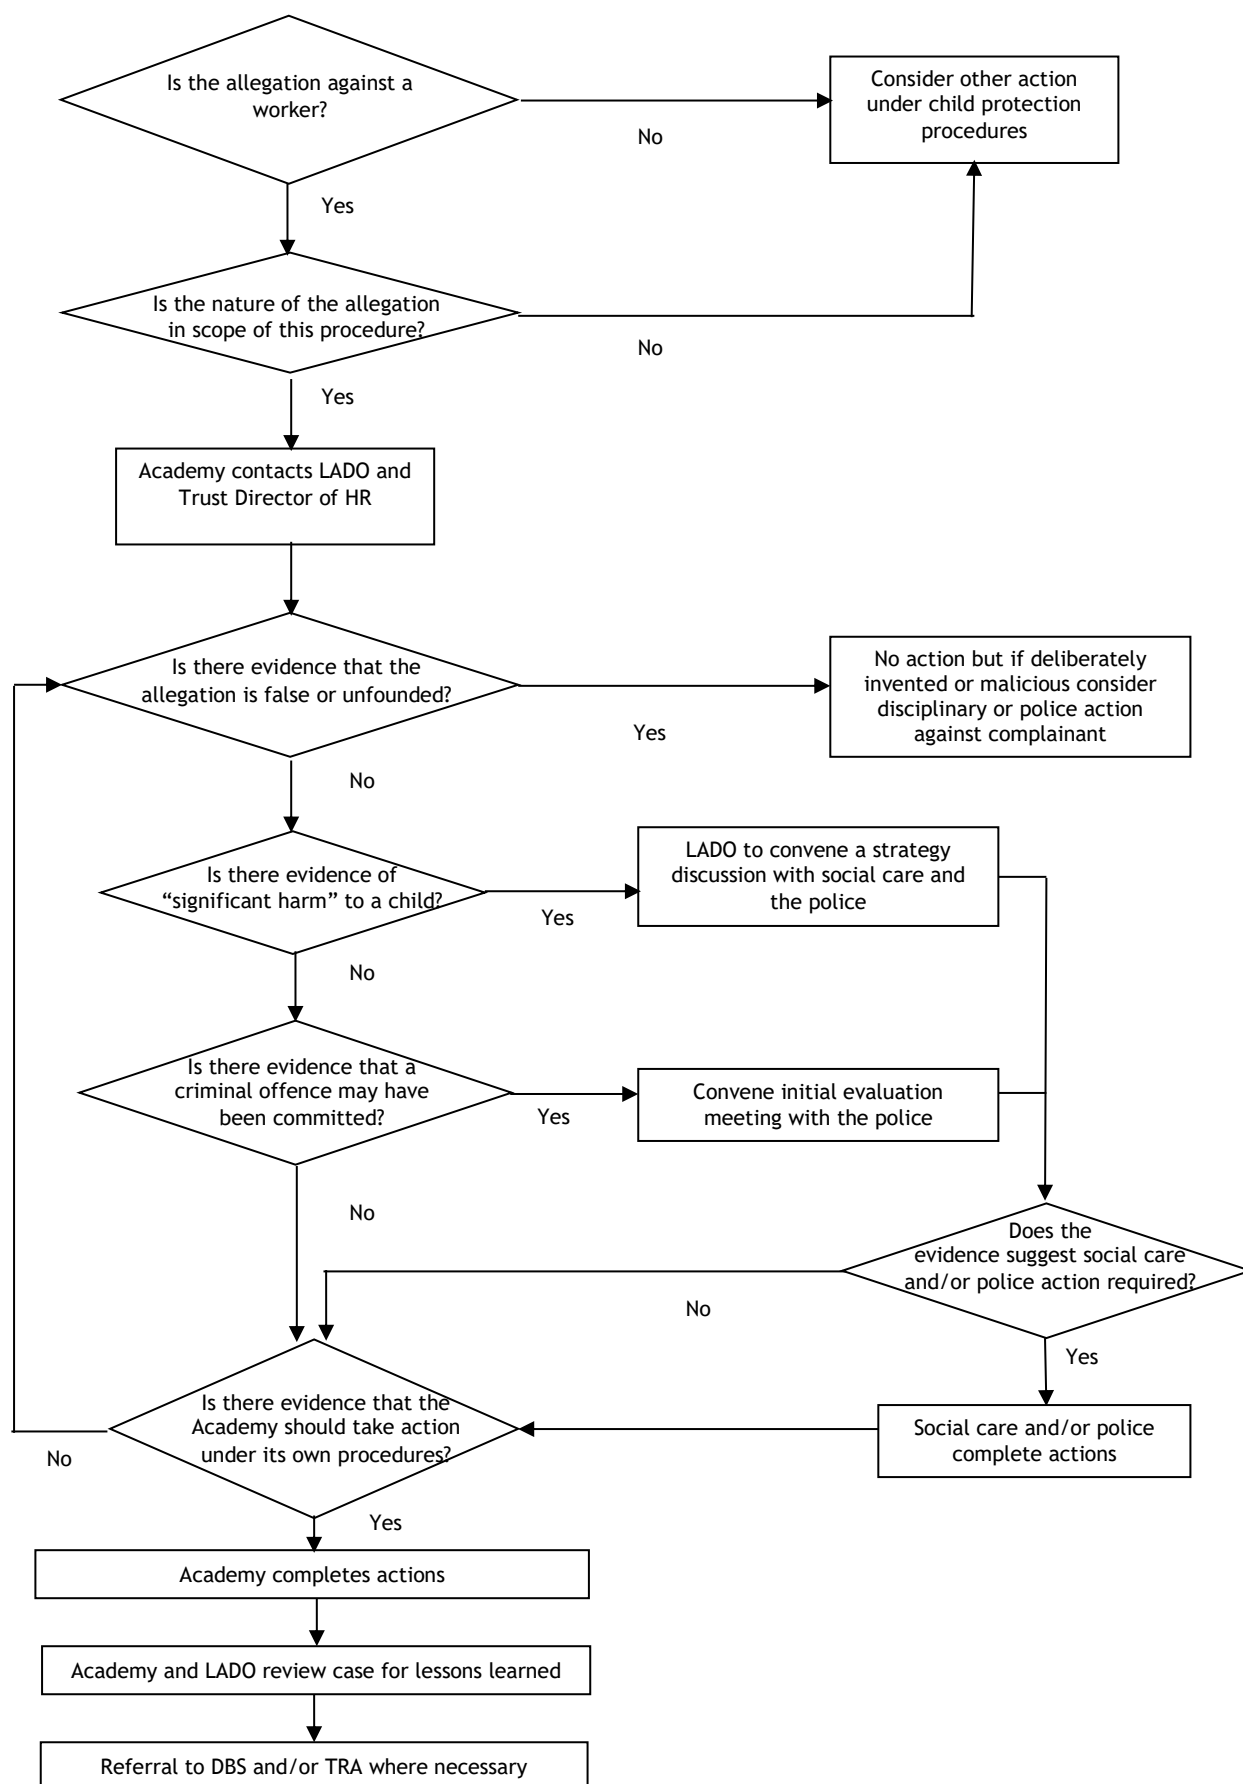 Is the allegation against a
worker?
Consider other action
under child protection
procedures
No
Yes
Is the nature of the allegation
in scope of this procedure?
No
Yes
Academy contacts LADO and
Trust Director of HR
Is there evidence that the
allegation is false or unfounded?
No action but if deliberately
invented or malicious consider
disciplinary or police action
against complainant
Yes
No
Is there evidence of
“significant harm” to a child?
LADO to convene a strategy
discussion with social care and
the police
Yes
No
Is there evidence that a
criminal offence may have
been committed?
Convene initial evaluation
meeting with the police
Yes
No
Does the
evidence suggest social care
and/or police action required?
No
Yes
Is there evidence that the
Academy should take action
under its own procedures?
Social care and/or police
complete actions
No
Yes
Academy completes actions
Academy and LADO review case for lessons learned
Referral to DBS and/or TRA where necessary